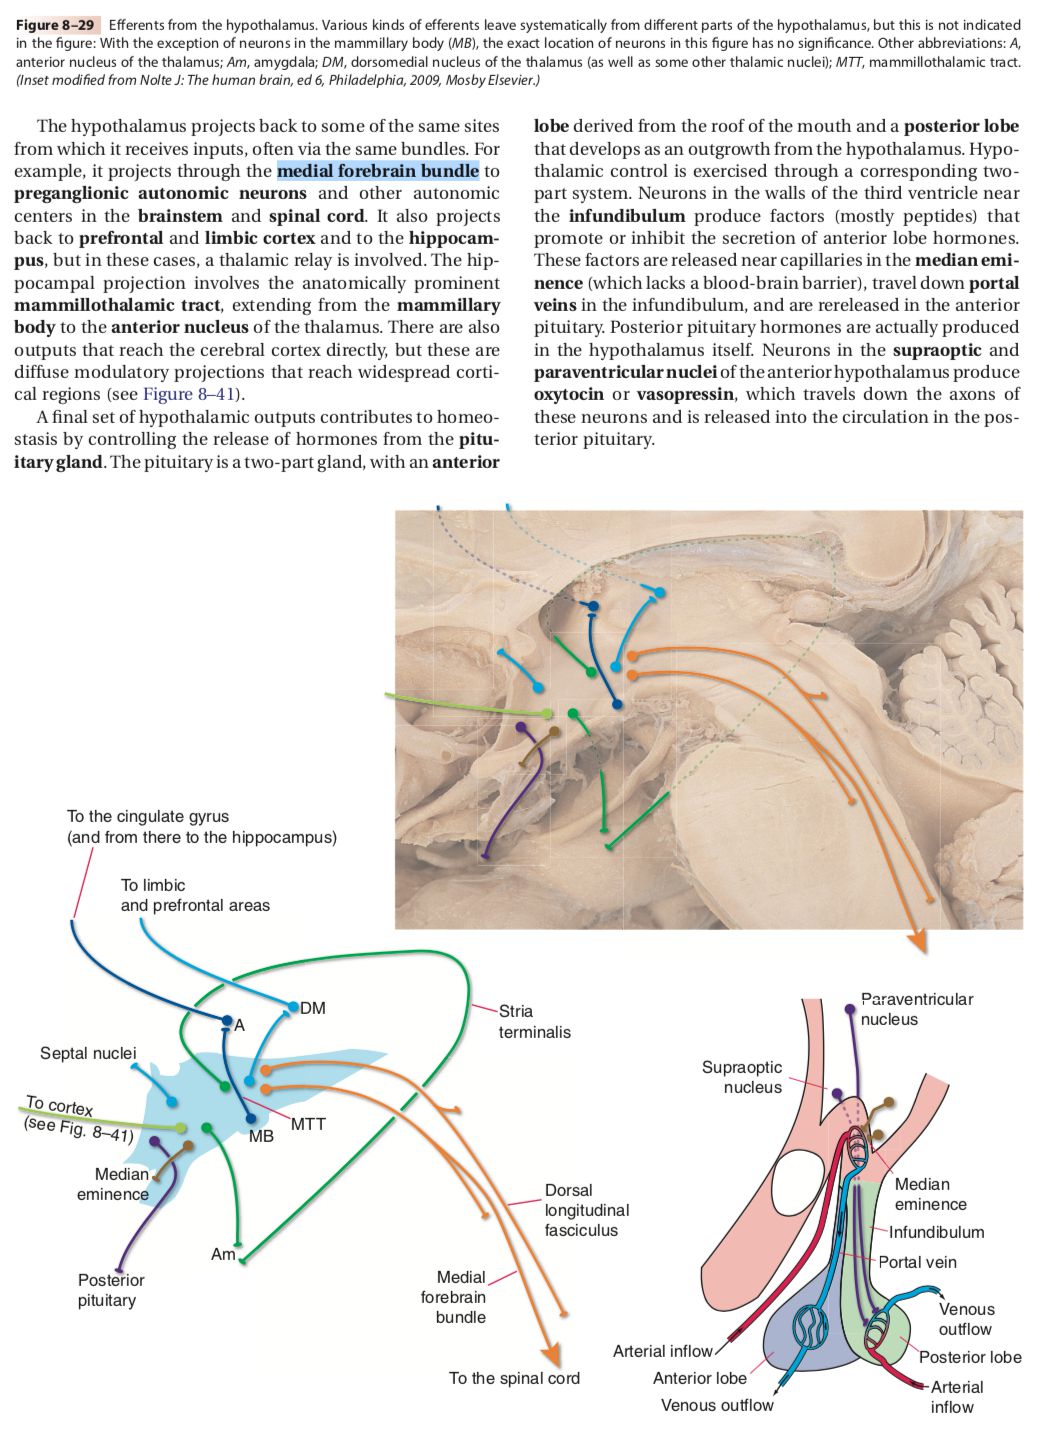 Figure 8–29 Efferents from the hypothalamus. Various kinds of efferents leave systematically from different parts of the hypothalamus, but this is not indicated
in the figure: With the exception of neurons in the mammillary body (MB), the exact location of neurons in this figure has no significance. Other abbreviations: A,
anterior nucleus of the thalamus; Am, amygdala; DM, dorsomedial nucleus of the thalamus (as well as some other thalamic nuclei); MTT, mammillothalamic tract.
(Inset modified from Nolte J: The human brain, ed 6, Philadelphia, 2009, Mosby Elsevier.)
The hypothalamus projects back to some of the same sites
from which it receives inputs, often via the same bundles. For
example, it projects through the medial forebrain bundle to
preganglionic autonomic neurons and other autonomic
centers in the brainstem and spinal cord. It also projects
back to prefrontal and limbic cortex and to the hippocam-
pus, but in these cases, a thalamic relay is involved. The hip-
pocampal projection involves the anatomically prominent
mammillothalamic tract, extending from the mammillary
body to the anterior nucleus of the thalamus. There are also
outputs that reach the cerebral cortex directly, but these are
diffuse modulatory projections that reach widespread corti-
cal regions (see Figure 8–41).
A final set of hypothalamic outputs contributes to homeo-
stasis by controlling the release of hormones from the pitu-
itary gland. The pituitary is a two-part gland, with an anterior
lobe derived from the roof of the mouth and a posterior lobe
that develops as an outgrowth from the hypothalamus. Hypo-
thalamic control is exercised through a corresponding two-
part system. Neurons in the walls of the third ventricle near
the infundibulum produce factors (mostly peptides) that
promote or inhibit the secretion of anterior lobe hormones.
These factors are released near capillaries in the median emi-
nence (which lacks a blood-brain barrier), travel down portal
veins in the infundibulum, and are rereleased in the anterior
pituitary. Posterior pituitary hormones are actually produced
in the hypothalamus itself. Neurons in the supraoptic and
paraventricular nuclei of the anterior hypothalamus produce
oxytocin or vasopressin, which travels down the axons of
these neurons and is released into the circulation in the pos-
terior pituitary.
To the cingulate gyrus
(and from there to the hippocampus)
To limbic
and prefrontal areas
DM
A
Stria
terminalis
Septal nuclei
To cortex
(see Fig. 8–41)
MTT
MB
Median
eminence
Am
Posterior
pituitary
Dorsal
longitudinal
fasciculus
Medial
forebrain
bundle
To the spinal cord
Paraventricular
nucleus
Supraoptic
nucleus
Median
eminence
Infundibulum
Portal vein
Venous
outflow
Arterial inflow
Posterior lobe
Anterior lobe
Arterial
inflow
Venous outflow